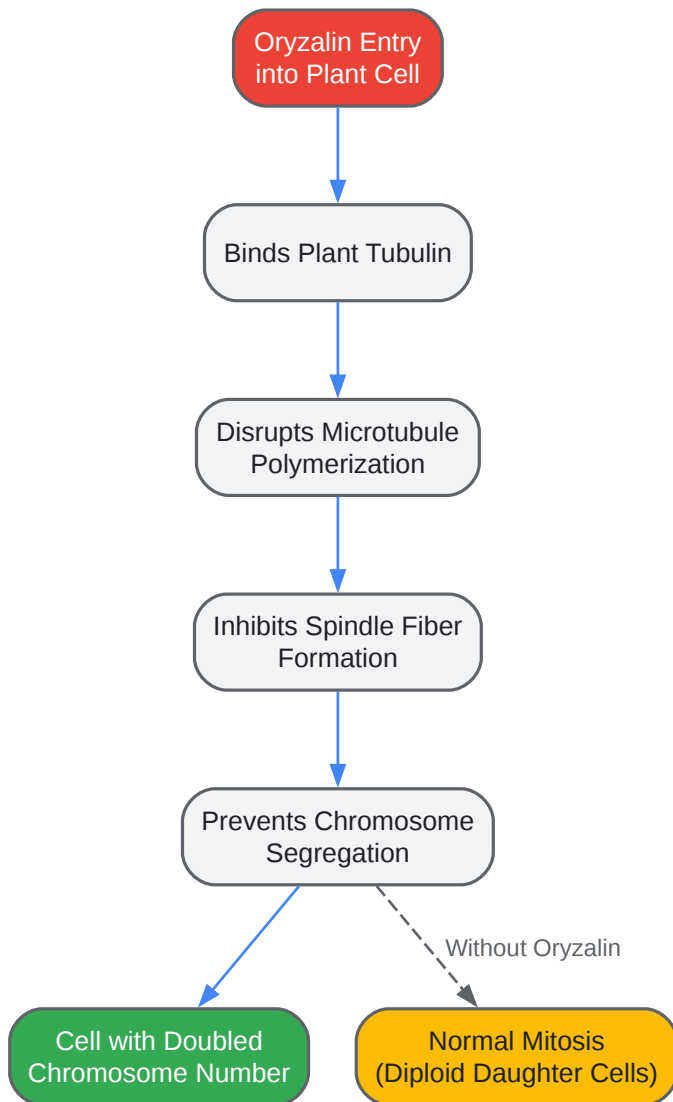 Oryzalin Entry
into Plant Cell
Binds Plant Tubulin
Disrupts Microtubule
Polymerization
Inhibits Spindle Fiber
Formation
Prevents Chromosome
Segregation
Without Oryzalin
Cell with Doubled
Chromosome Number
Normal Mitosis
(Diploid Daughter Cells)